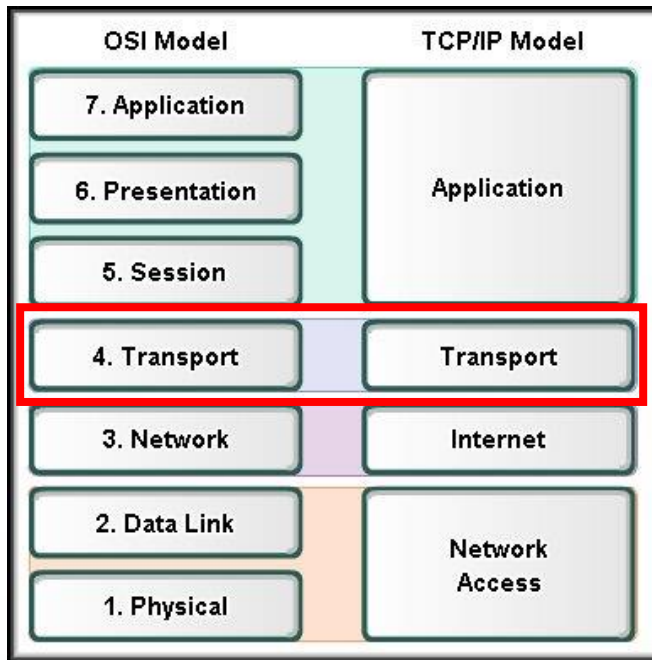 OSI Model
TCP/IP Model
7. Application
6. Presentation
5. Session
Application
4. Transport
Transport
3. Network
Internet
2. Data Link
1. Physical
Network
Access